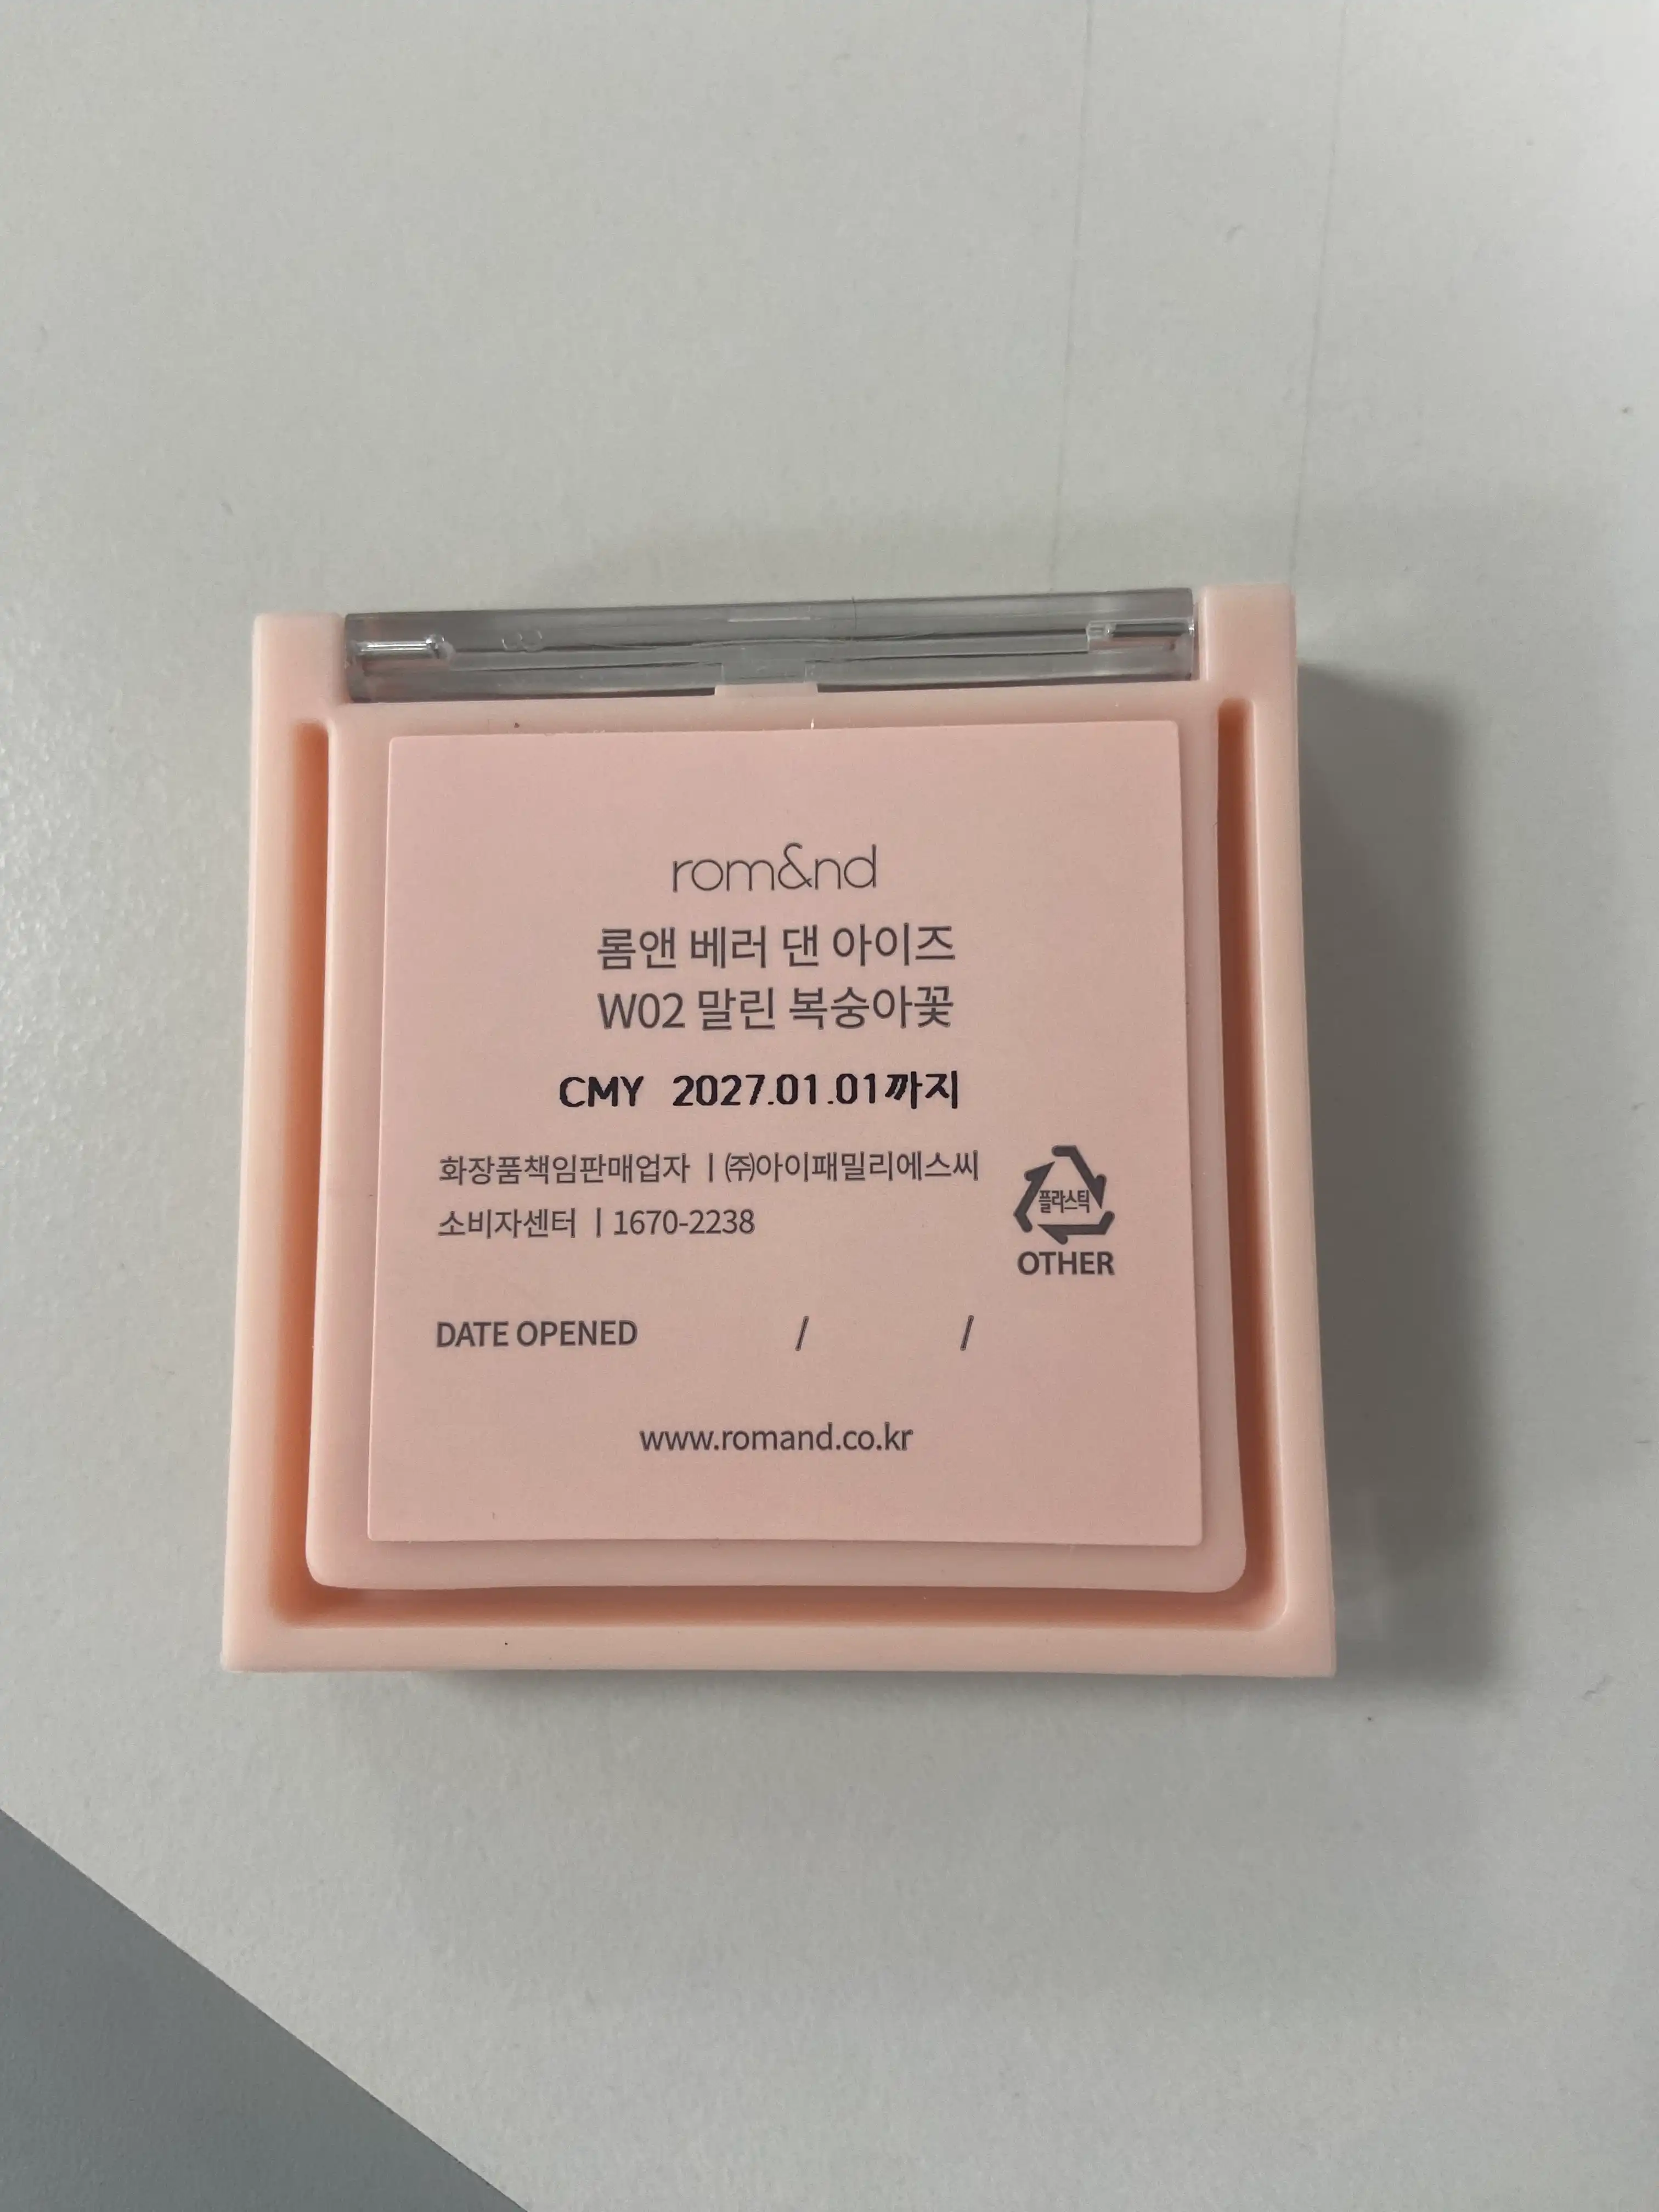 rom&nd
롬앤 베러 댄 아이즈
W02 말린 복숭아꽃
CMY 2027.01.01까지
화장품책임판매업자 | ㈜아이패밀리에스씨
소비자센터 | 1670-2238
플라스틱
OTHER
DATE OPENED / /
www.romand.co.kr